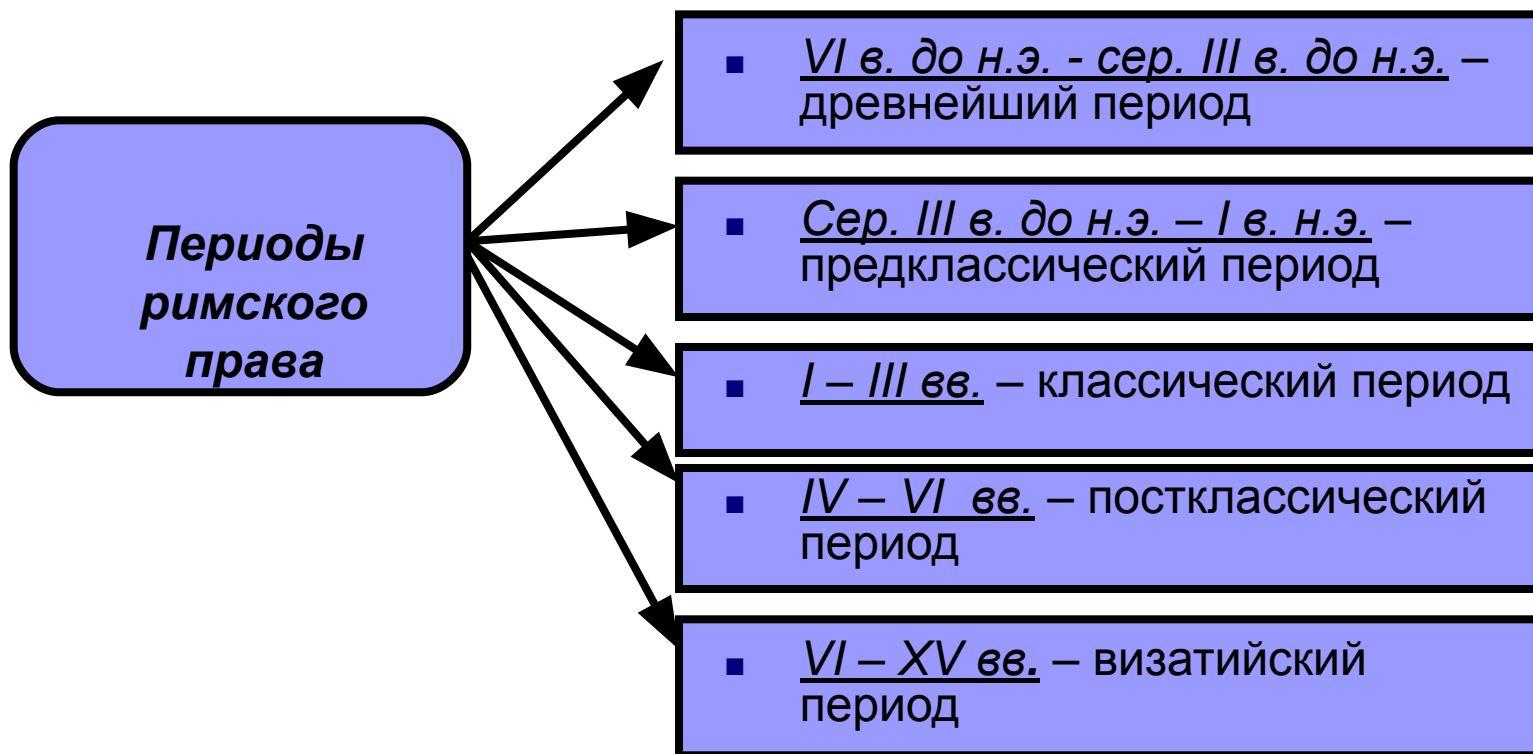 Периоды
римского
права
VI в. до н.э. - сер. III в. до н.э. –
древнейший период
Сер. III в. до н.э. – I в. н.э. –
предклассический период
I – III вв. – классический период
IV – VI вв. – постклассический
период
VI – XV вв. – византийский
период